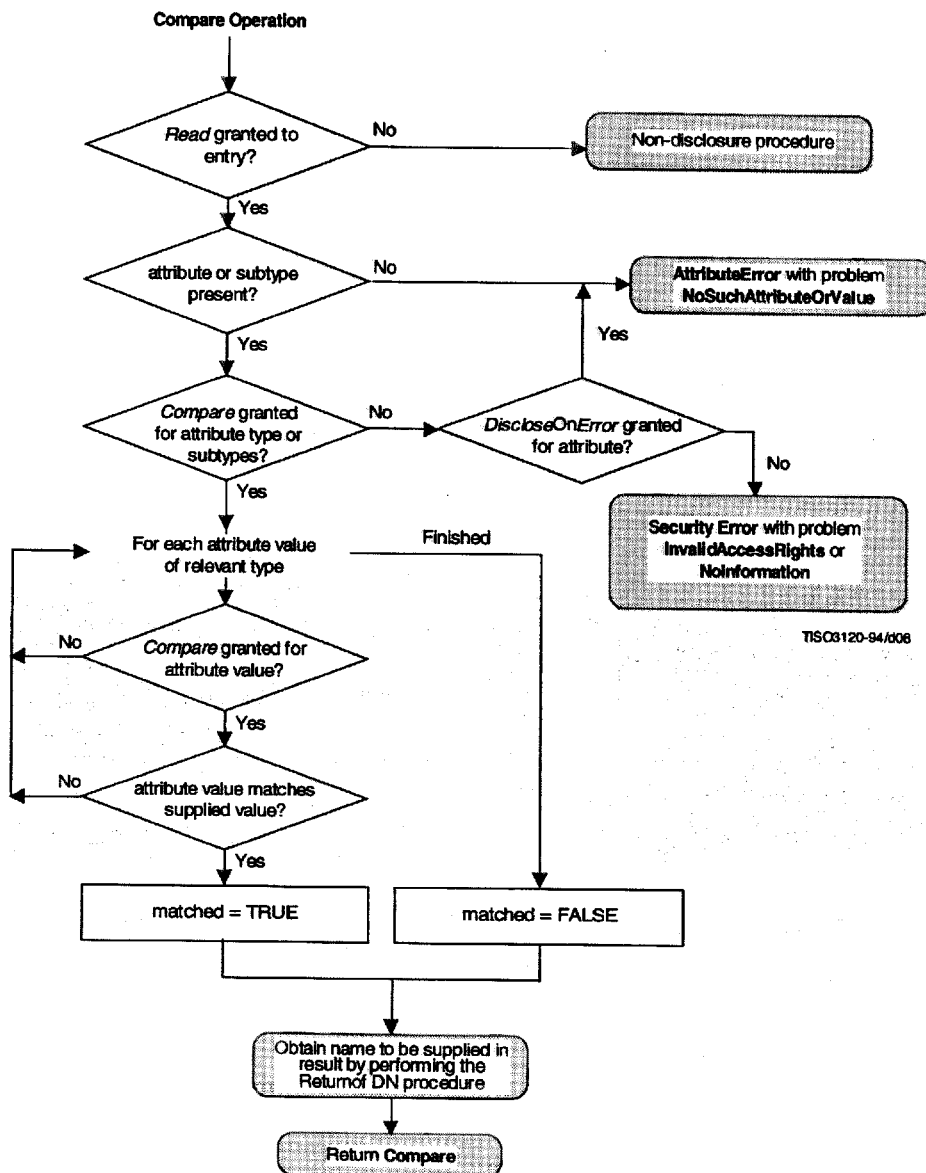 Compare Operation
Read granted to
entry?
No
Non-disclosure procedure
Yes
attribute or subtype
present?
No
AttributeError with problem
NoSuchAttributeOrValue
Yes
Yes
Compare granted
for attribute type or
subtypes?
No
DiscloseOnError granted
for attribute?
No
Yes
Security Error with problem
InvalidAccessRights or
NoInformation
For each attribute value
of relevant type
Finished
TISO3120-94/d06
Compare granted for
attribute value?
No
Yes
attribute value matches
supplied value?
No
Yes
matched = TRUE
matched = FALSE
Obtain name to be supplied in
result by performing the
Returnof DN procedure
Return Compare